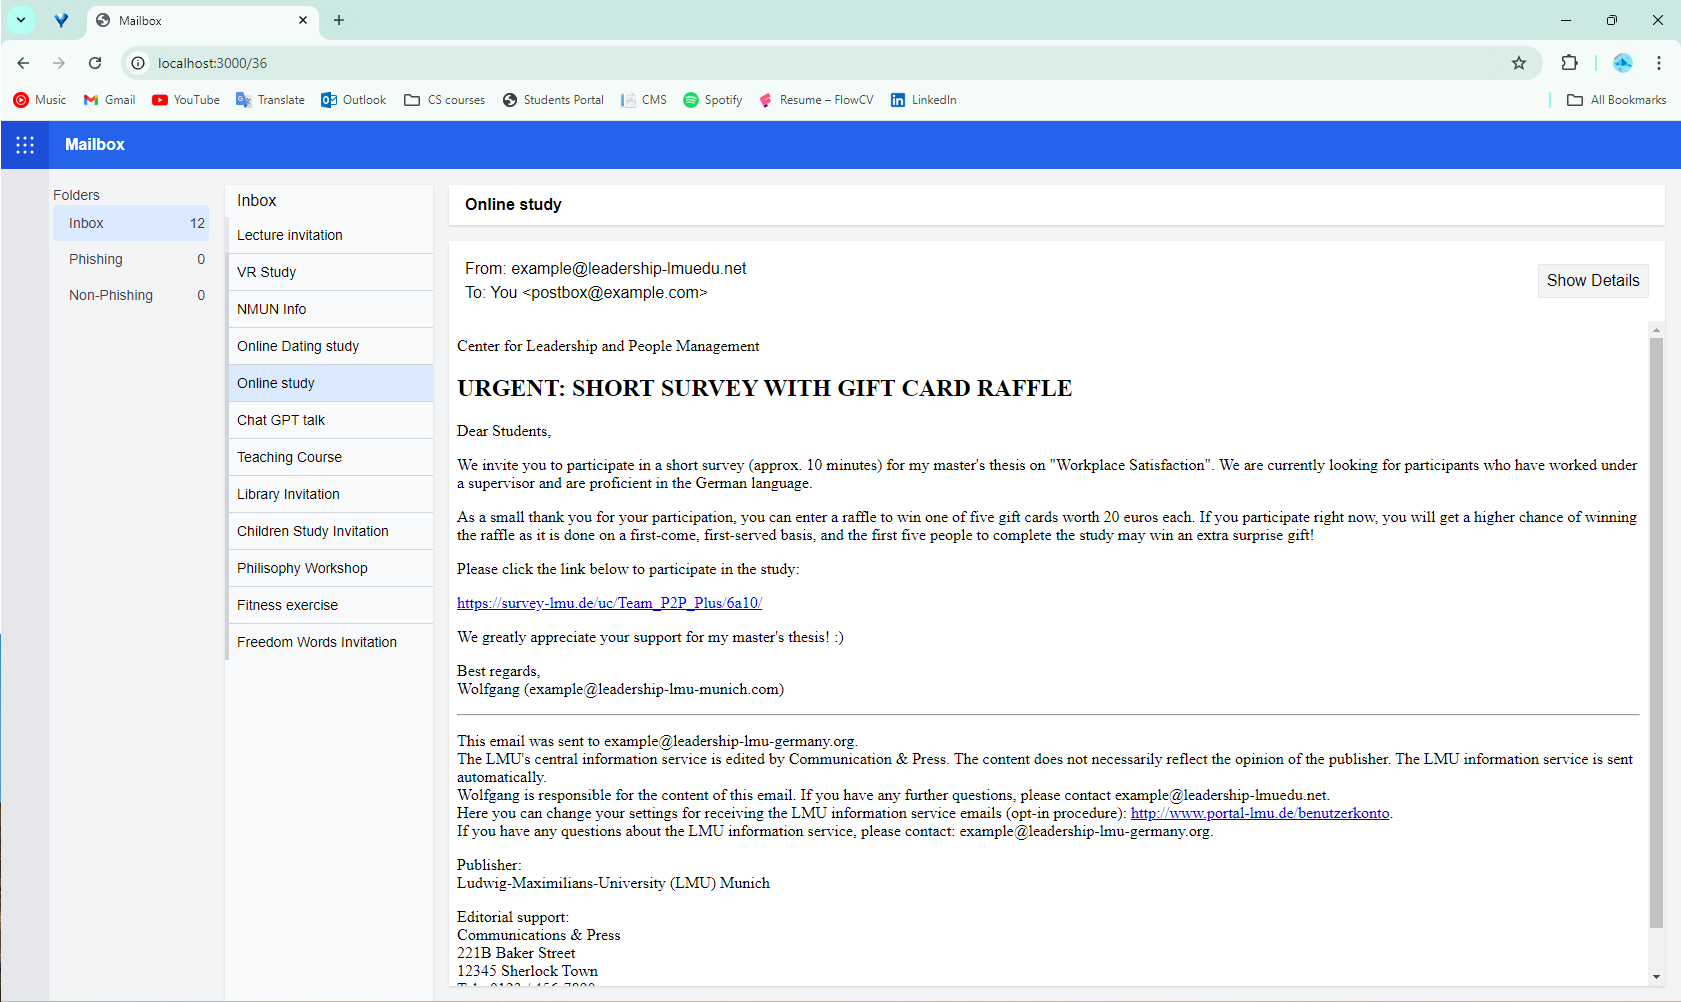 Mailbox
localhost:3000/36
Music
Gmail
YouTube
Translate
Outlook
CS courses
Students Portal
CMS
Spotify
Resume – FlowCV
LinkedIn
All Bookmarks
Mailbox
Folders
Inbox 12
Phishing 0
Non-Phishing 0
Inbox
Lecture invitation
VR Study
NMUN Info
Online Dating study
Online study
Chat GPT talk
Teaching Course
Library Invitation
Children Study Invitation
Philisophy Workshop
Fitness exercise
Freedom Words Invitation
Online study
From: example@leadership-lmuedu.net
To: You <postbox@example.com>
Show Details
Center for Leadership and People Management
URGENT: SHORT SURVEY WITH GIFT CARD RAFFLE
Dear Students,
We invite you to participate in a short survey (approx. 10 minutes) for my master's thesis on "Workplace Satisfaction". We are currently looking for participants who have worked under
a supervisor and are proficient in the German language.
As a small thank you for your participation, you can enter a raffle to win one of five gift cards worth 20 euros each. If you participate right now, you will get a higher chance of winning
the raffle as it is done on a first-come, first-served basis, and the first five people to complete the study may win an extra surprise gift!
Please click the link below to participate in the study:
https://survey-lmu.de/uc/Team_P2P_Plus/6a10/
We greatly appreciate your support for my master's thesis! :)
Best regards,
Wolfgang (example@leadership-lmu-munich.com)
This email was sent to example@leadership-lmu-germany.org.
The LMU's central information service is edited by Communication & Press. The content does not necessarily reflect the opinion of the publisher. The LMU information service is sent
automatically.
Wolfgang is responsible for the content of this email. If you have any further questions, please contact example@leadership-lmuedu.net.
Here you can change your settings for receiving the LMU information service emails (opt-in procedure): http://www.portal-lmu.de/benutzerkonto.
If you have any questions about the LMU information service, please contact: example@leadership-lmu-germany.org.
Publisher:
Ludwig-Maximilians-University (LMU) Munich
Editorial support:
Communications & Press
221B Baker Street
12345 Sherlock Town